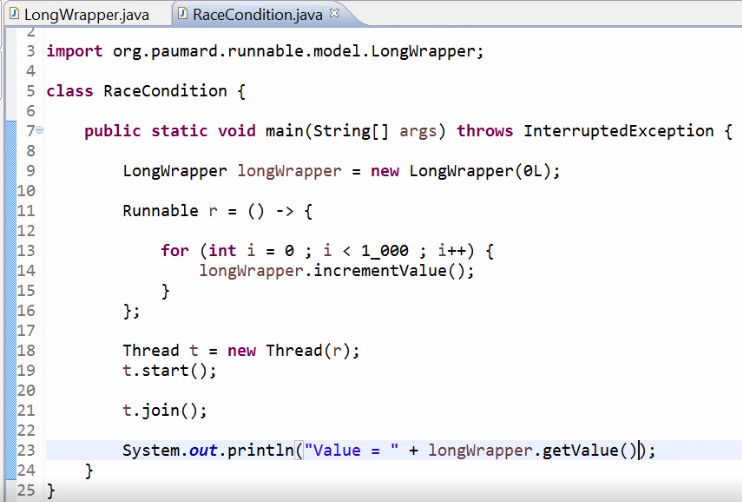 LongWrapper.java RaceCondition.java
2
3 import org.paumard.runnable.model.LongWrapper;
4
5 class RaceCondition {
6
7 public static void main(String[] args) throws InterruptedException {
8
9 LongWrapper longWrapper = new LongWrapper(0L);
10
11 Runnable r = () -> {
12
13 for (int i = 0 ; i < 1_000 ; i++) {
14 longWrapper.incrementValue();
15 }
16 };
17
18 Thread t = new Thread(r);
19 t.start();
20
21 t.join();
22
23 System.out.println("Value = " + longWrapper.getValue());
24 }
25 }